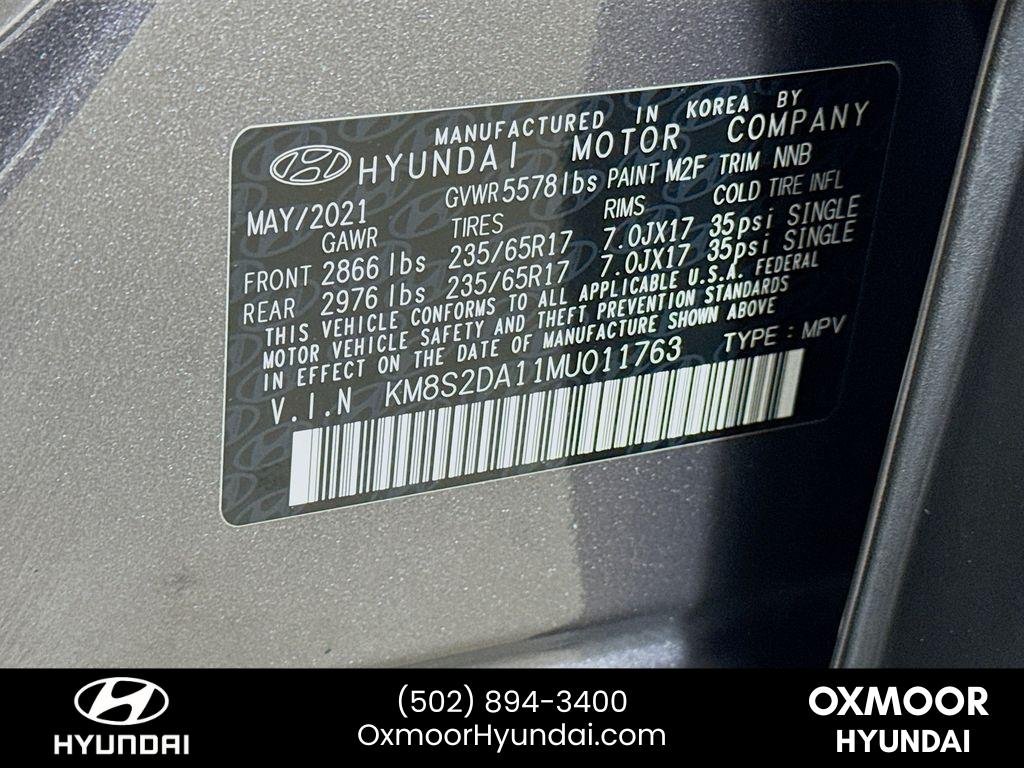 MANUFACTURED IN KOREA BY
HYUNDAI MOTOR COMPANY
MAY/2021 GVWR 5578lbs PAINT M2F TRIM NNB
GAWR TIRES RIMS COLD TIRE INFL
FRONT 2866 lbs 235/65R17 7.0JX17 35psi SINGLE
REAR 2976 lbs 235/65R17 7.0JX17 35psi SINGLE
THIS VEHICLE CONFORMS TO ALL APPLICABLE U.S.A. FEDERAL
MOTOR VEHICLE SAFETY AND THEFT PREVENTION STANDARDS
IN EFFECT ON THE DATE OF MANUFACTURE SHOWN ABOVE
V.I.N KM8S2DA11MU011763 TYPE : MPV
HYUNDAI
(502) 894-3400
OxmoorHyundai.com
OXMOOR
HYUNDAI